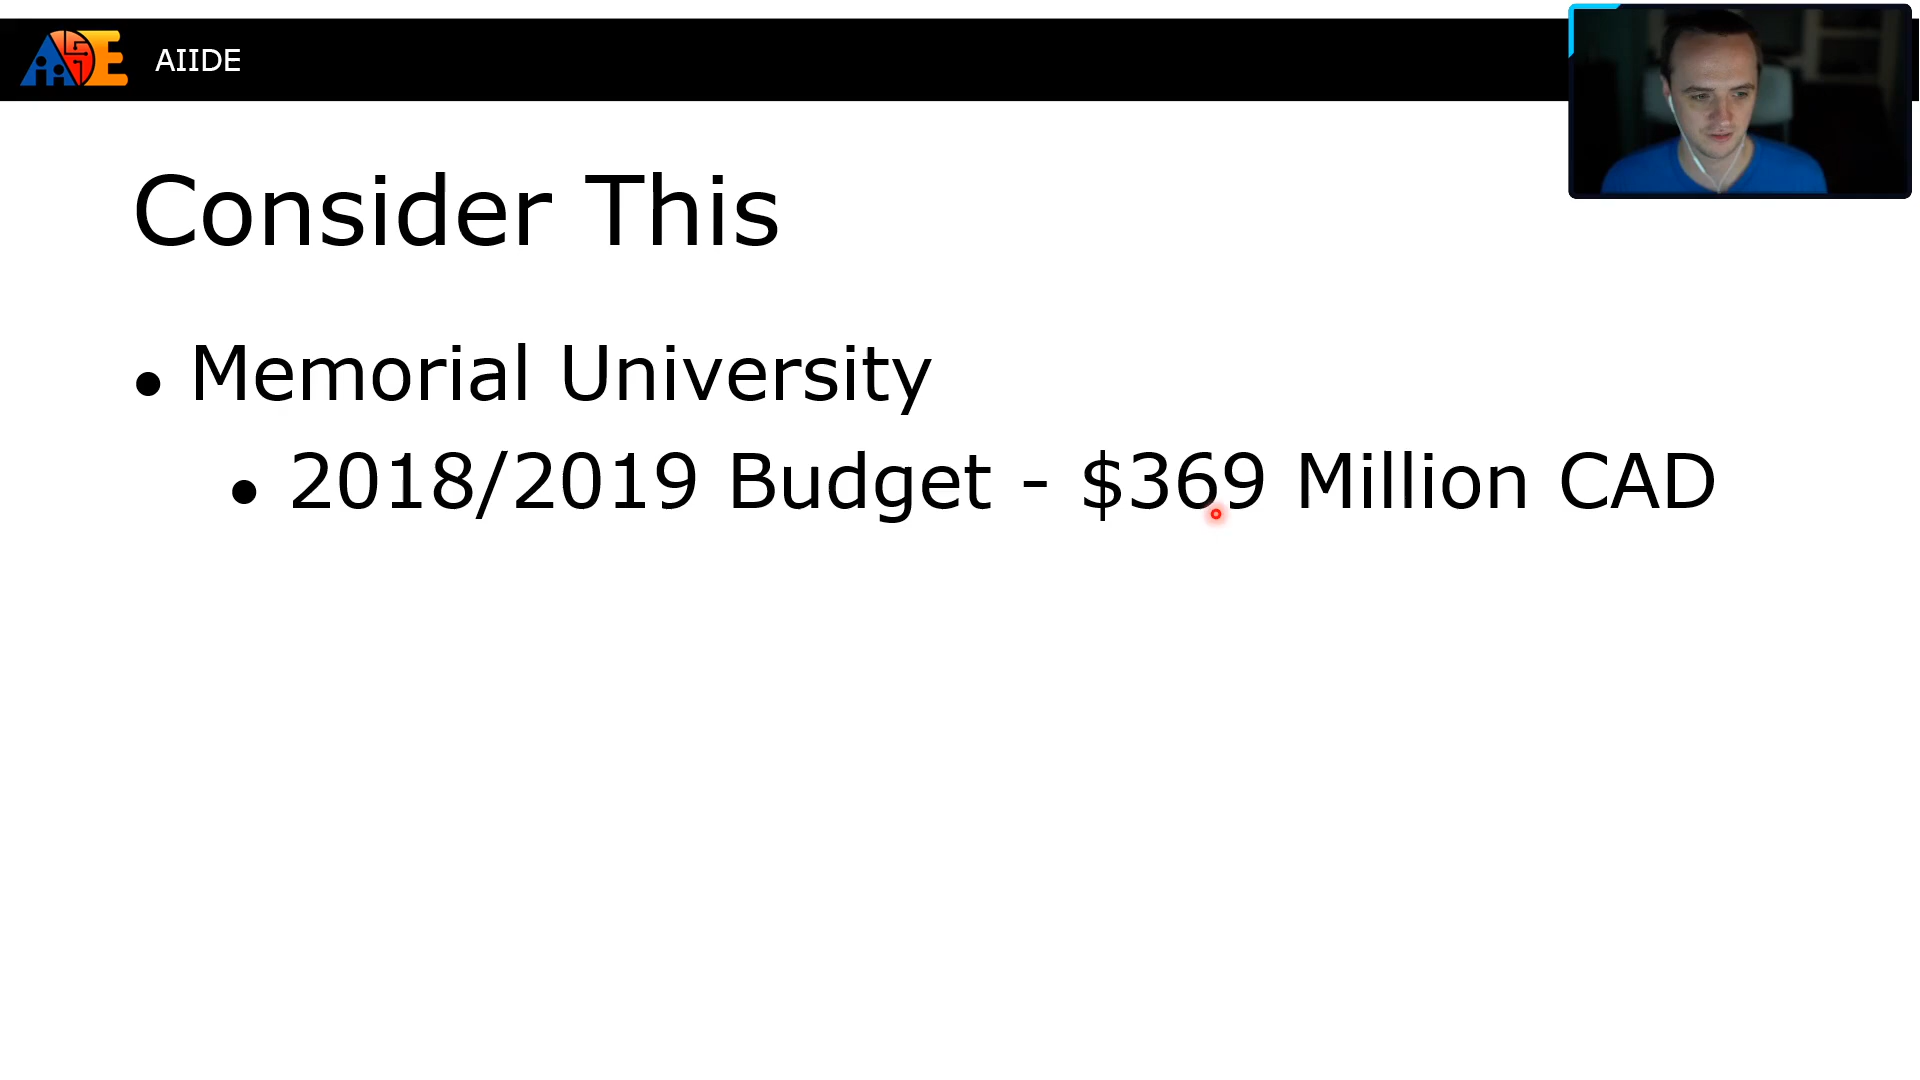 AIIDE
Consider This
• Memorial University
• 2018/2019 Budget - $369 Million CAD